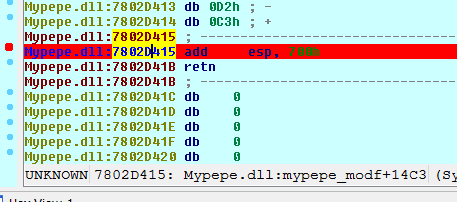 Mypepe.dll:7802D413 db 0D2h ; -
Mypepe.dll:7802D414 db 0C3h ; +
Mypepe.dll:7802D415 ; ---------------------------
Mypepe.dll:7802D415 add     esp,
Mypepe.dll:7802D41B retn
Mypepe.dll:7802D41B ; ---------------------------
Mypepe.dll:7802D41C db    0
Mypepe.dll:7802D41D db    0
Mypepe.dll:7802D41E db    0
Mypepe.dll:7802D41F db    0
Mypepe.dll:7802D420 db    0
UNKNOWN 7802D415: Mypepe.dll:mypepe_modf+14C3 (Sy